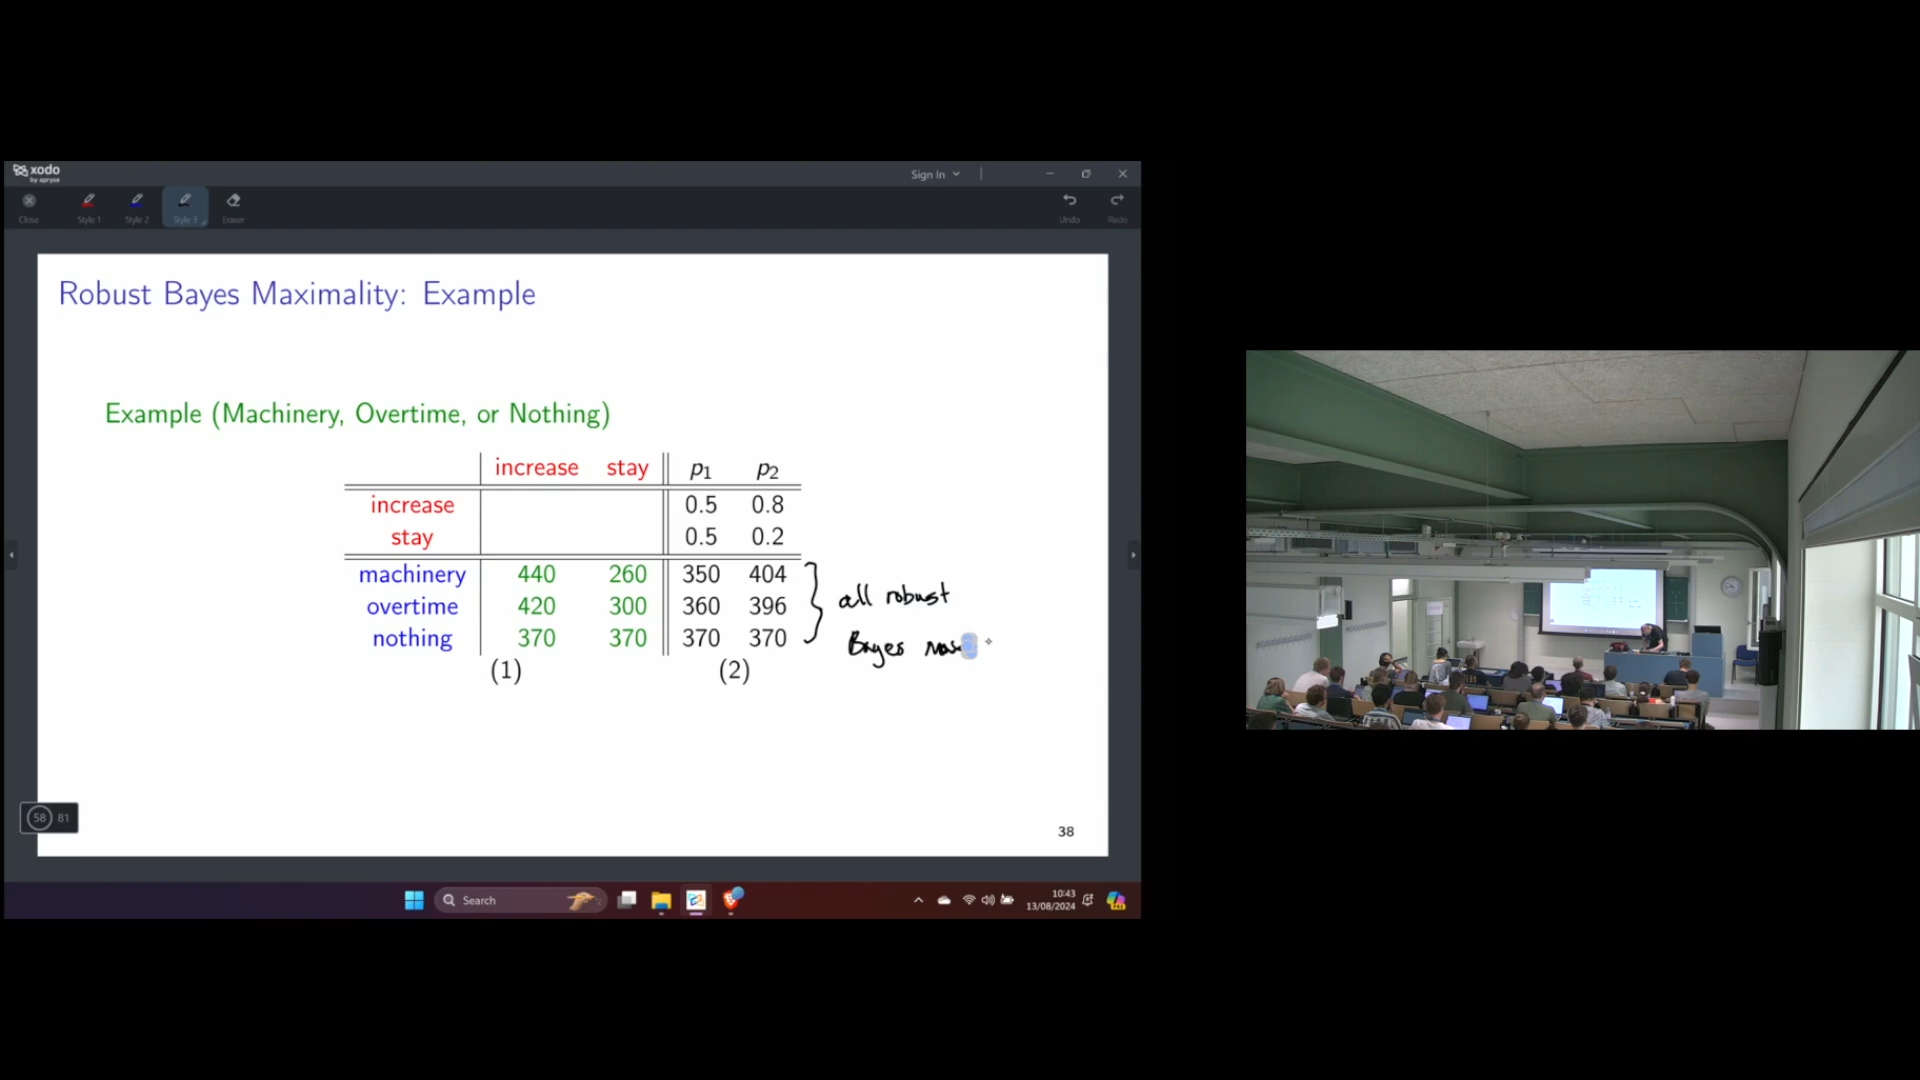 xodo
by apryse
Sign In
Close
Style 1
Style 2
Style 3
Eraser
Undo
Redo
Robust Bayes Maximality: Example
Example (Machinery, Overtime, or Nothing)
increase stay p1 p2
increase 0.5 0.8
stay 0.5 0.2
machinery 440 260 350 404
overtime 420 300 360 396
nothing 370 370 370 370
(1) (2)
all robust
Bayes
58 81
38
Search
10:43
13/08/2024